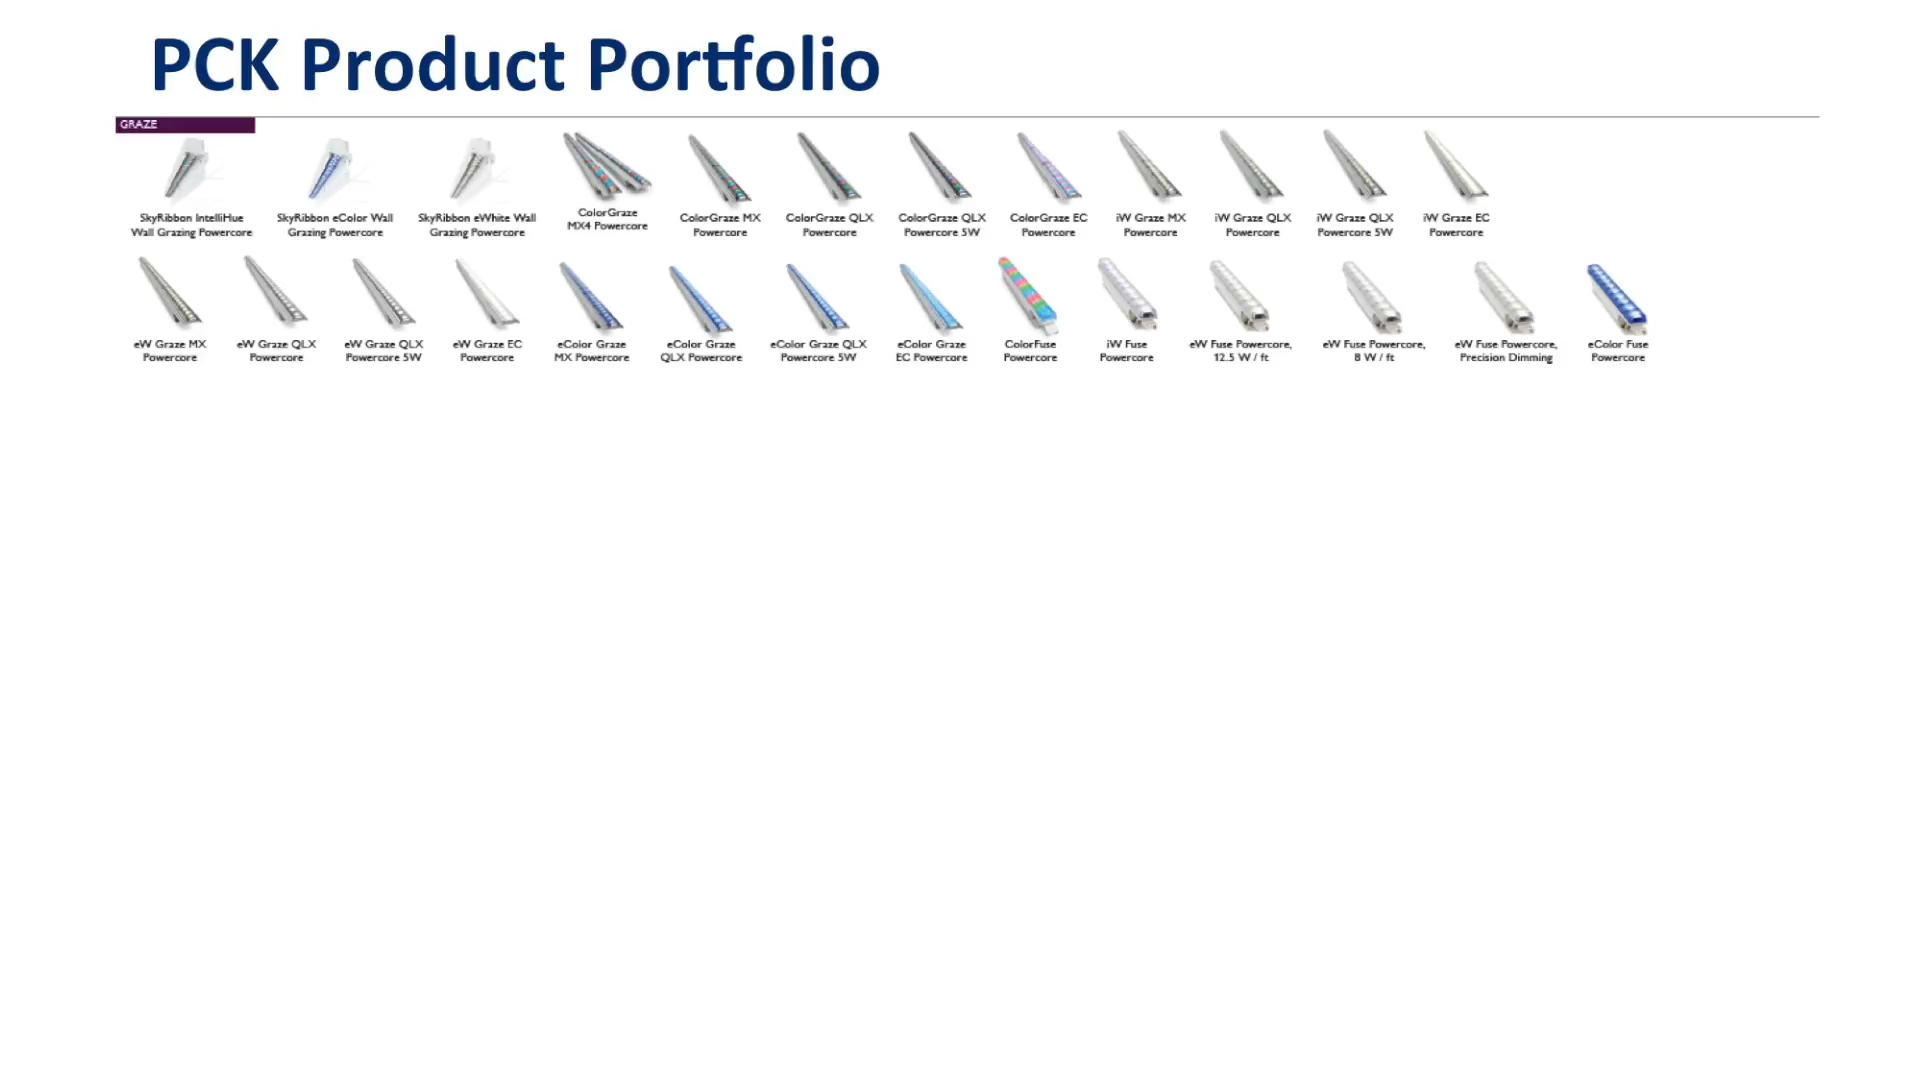 PCK Product Portfolio
GRAZE
SkyRibbon IntelliHue
Wall Grazing Powercore
SkyRibbon eColor Wall
Grazing Powercore
SkyRibbon eWhite Wall
Grazing Powercore
ColorGraze
MX4 Powercore
ColorGraze MX
Powercore
ColorGraze QLX
Powercore
ColorGraze QLX
Powercore 5W
ColorGraze EC
Powercore
iW Graze MX
Powercore
iW Graze QLX
Powercore
iW Graze QLX
Powercore 5W
iW Graze EC
Powercore
eW Graze MX
Powercore
eW Graze QLX
Powercore
eW Graze QLX
Powercore 5W
eW Graze EC
Powercore
eColor Graze
MX Powercore
eColor Graze
QLX Powercore
eColor Graze QLX
Powercore 5W
eColor Graze
EC Powercore
ColorFuse
Powercore
iW Fuse
Powercore
eW Fuse Powercore,
12.5 W / ft
eW Fuse Powercore,
8 W / ft
eW Fuse Powercore,
Precision Dimming
eColor Fuse
Powercore